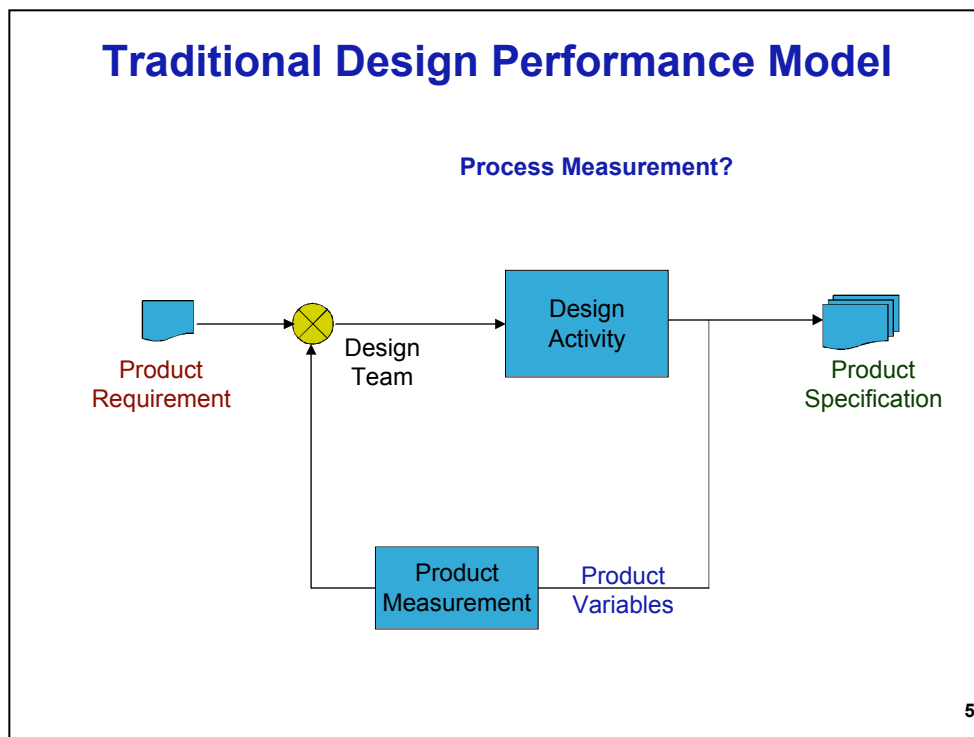 Traditional Design Performance Model
Process Measurement?
Design
Activity
Design
Team
Product
Requirement
Product
Specification
Product
Measurement
Product
Variables
5